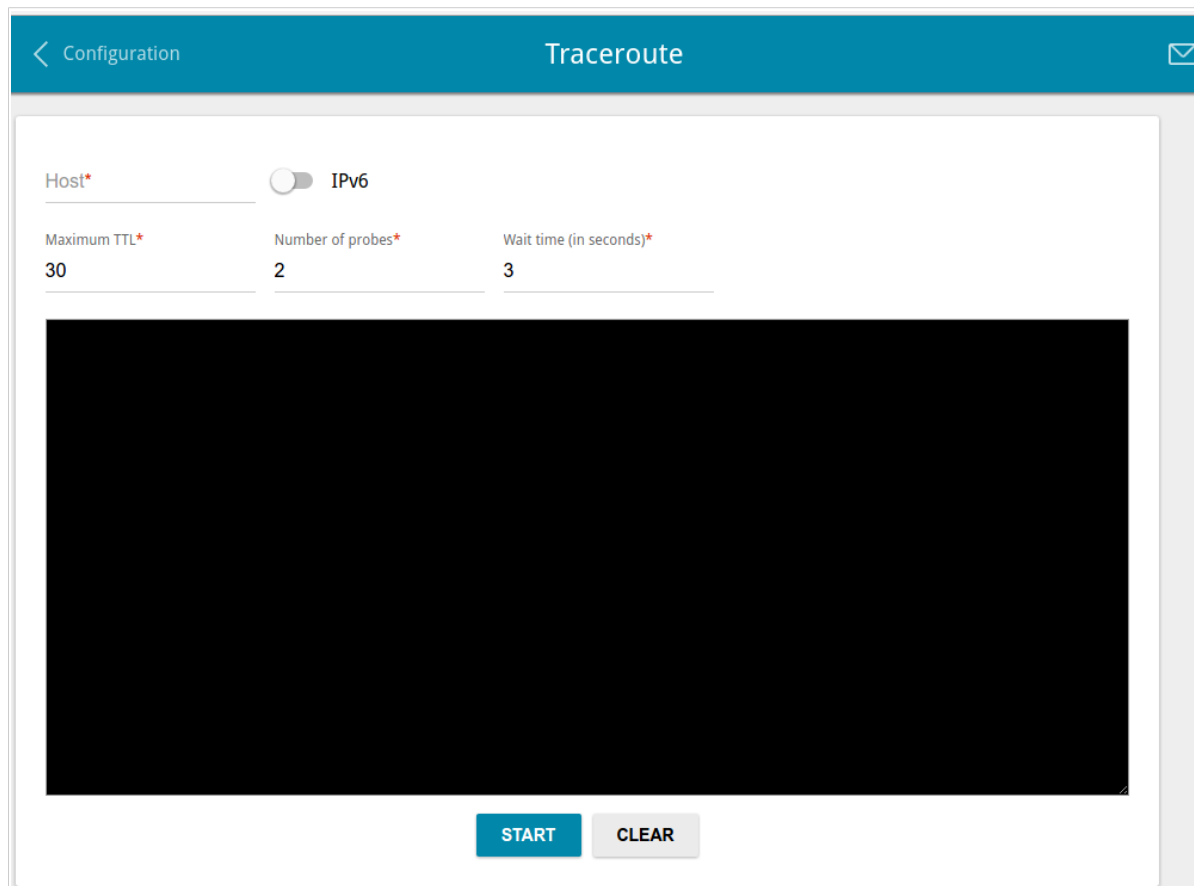 Configuration
Traceroute
Host*
IPv6
Maximum TTL*
Number of probes*
Wait time (in seconds)*
30
2
3
START
CLEAR